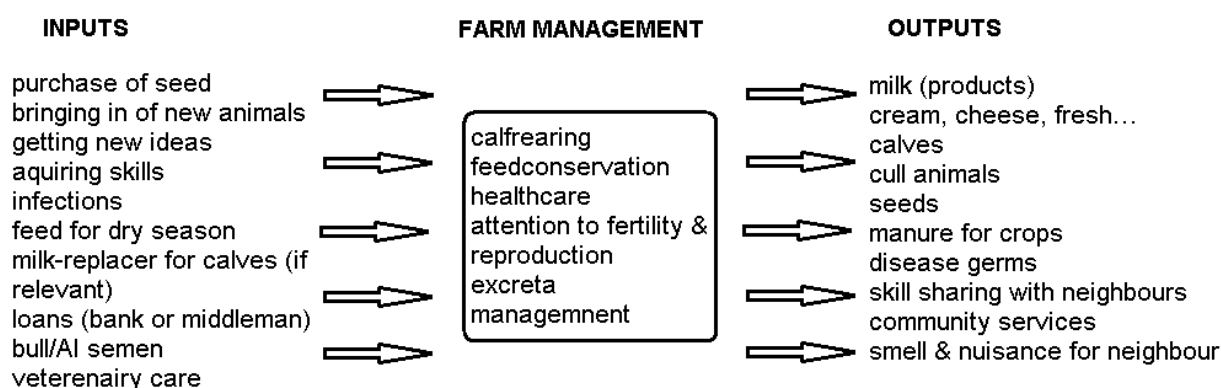 INPUTS
FARM MANAGEMENT
OUTPUTS
purchase of seed
bringing in of new animals
getting new ideas
aquiring skills
infections
feed for dry season
milk-replacer for calves (if
relevant)
loans (bank or middleman)
bull/AI semen
veterenairy care
calfrearing
feedconservation
healthcare
attention to fertility &
reproduction
excreta
managemnent
milk (products)
cream, cheese, fresh…
calves
cull animals
seeds
manure for crops
disease germs
skill sharing with neighbours
community services
smell & nuisance for neighbour